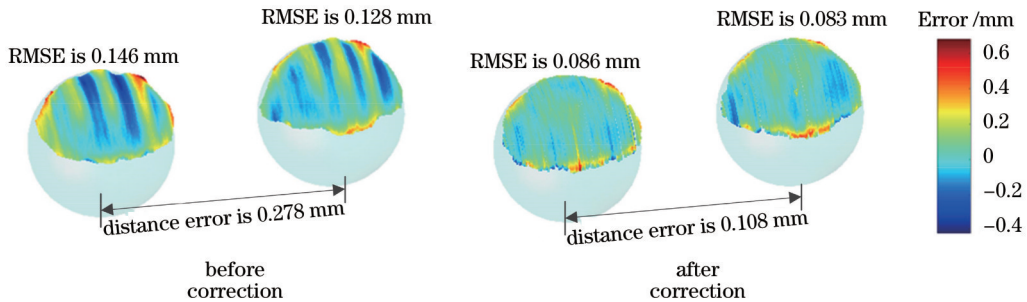 RMSE is 0.128 mm
RMSE is 0.146 mm
distance error is 0.278 mm
before
correction
RMSE is 0.083 mm
RMSE is 0.086 mm
distance error is 0.108 mm
after
correction
Error /mm
0.6
0.4
0.2
0
−0.2
−0.4